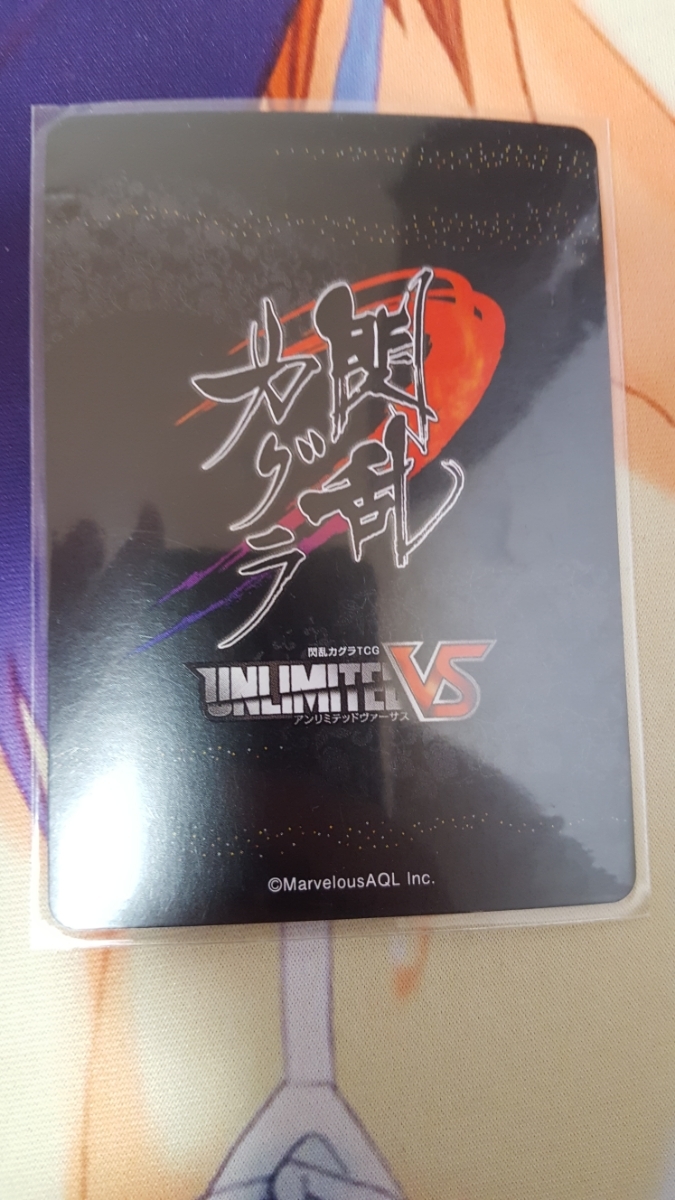 閃乱
カグラ
閃乱カグラTCG
UNLIMITED VS
アンリミテッドヴァーサス
©MarvelousAQL Inc.